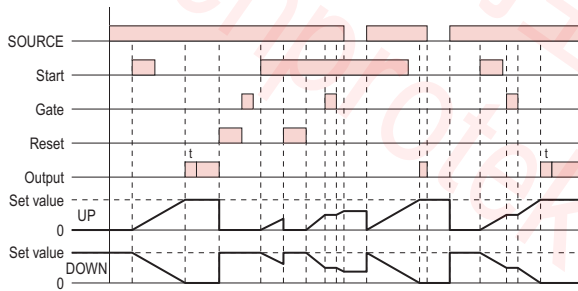 SOURCE
Start
Gate
Reset
t
t
Output
Set value
UP
0
Set value
DOWN
0